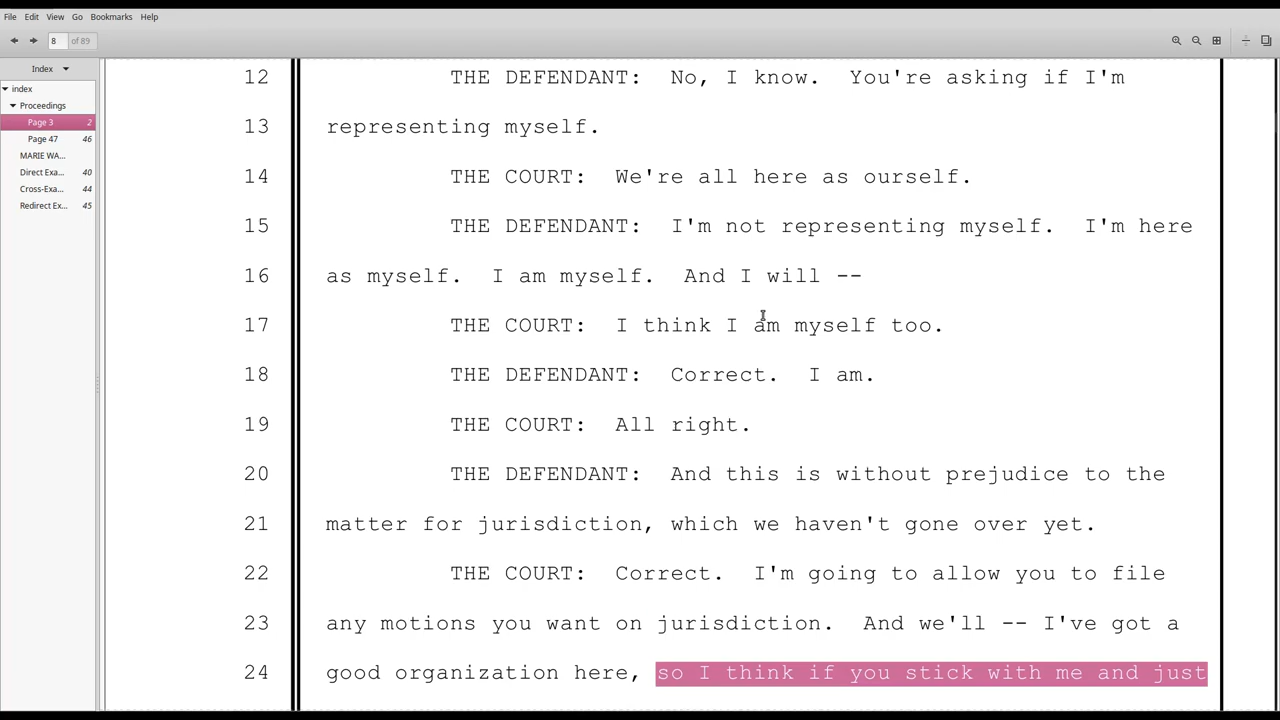 File Edit View Go Bookmarks Help
8 of 89
Index
index
Proceedings
Page 3 2
Page 47 46
MARIE WA...
Direct Exa... 40
Cross-Exa... 44
Redirect Ex... 45
12 THE DEFENDANT: No, I know. You're asking if I'm
13 representing myself.
14 THE COURT: We're all here as ourself.
15 THE DEFENDANT: I'm not representing myself. I'm here
16 as myself. I am myself. And I will --
17 THE COURT: I think I am myself too.
18 THE DEFENDANT: Correct. I am.
19 THE COURT: All right.
20 THE DEFENDANT: And this is without prejudice to the
21 matter for jurisdiction, which we haven't gone over yet.
22 THE COURT: Correct. I'm going to allow you to file
23 any motions you want on jurisdiction. And we'll -- I've got a
24 good organization here, so I think if you stick with me and just